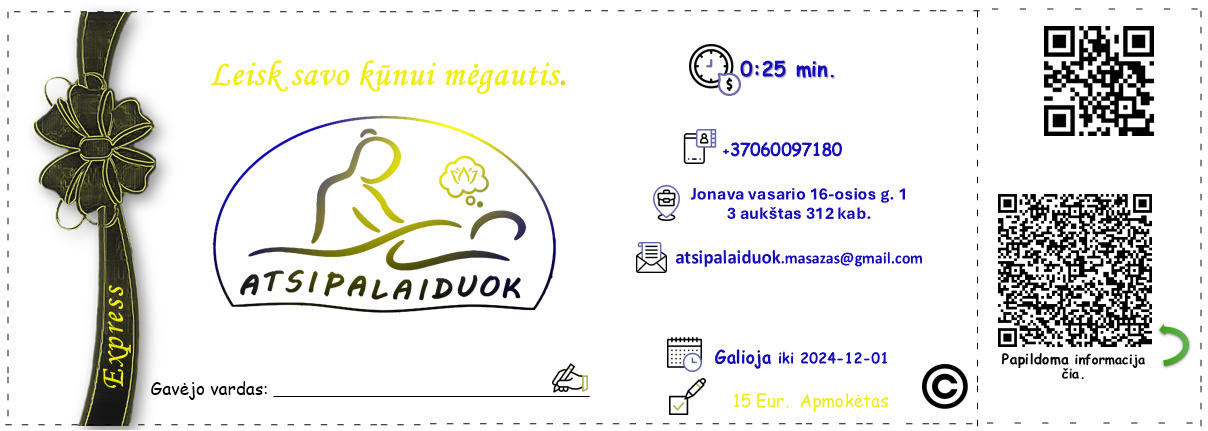 Leisk savo kūnui mėgautis.
ATSIPALAIDUOK
Express
Gavėjo vardas:
0:25 min.
+37060097180
Jonava vasario 16-osios g. 1
3 aukštas 312 kab.
atsipalaiduok.masazas@gmail.com
Galioja iki 2024-12-01
15 Eur. Apmokėtas
©
Papildoma informacija
čia.